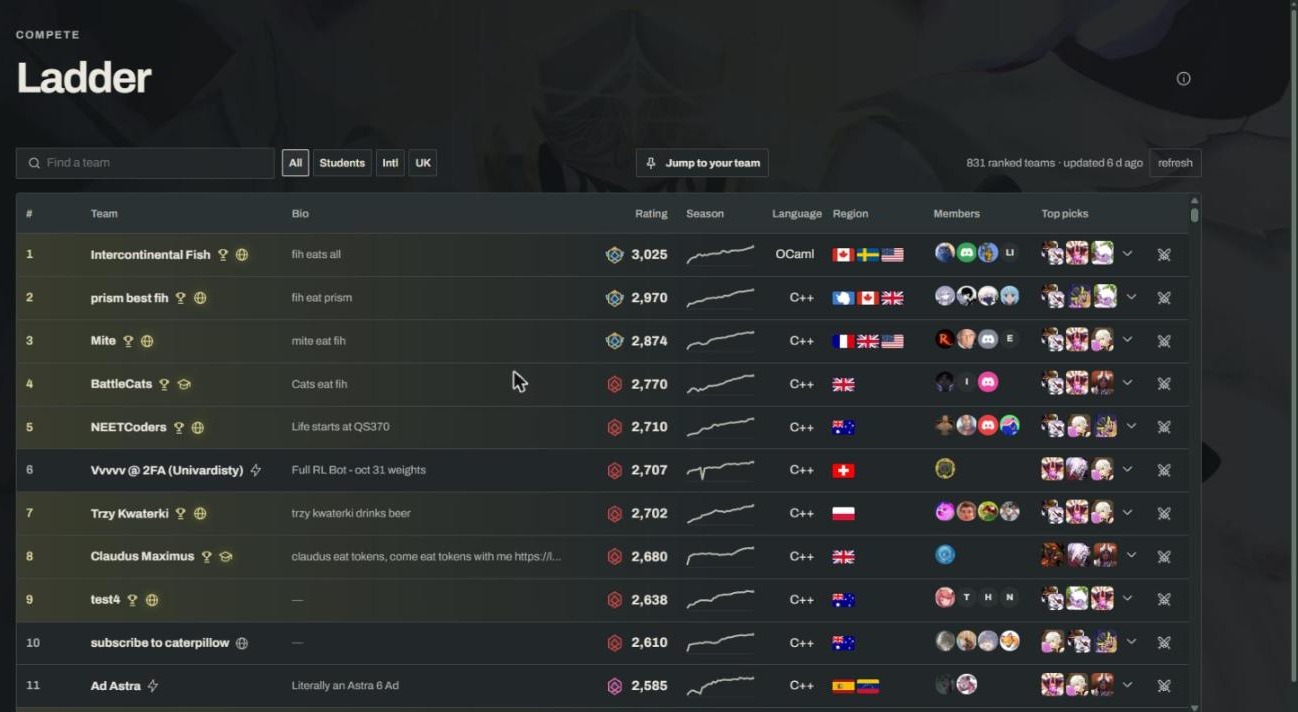 COMPETE
Ladder
Find a team All Students Intl UK Jump to your team 831 ranked teams · updated 6 d ago refresh
# Team Bio Rating Season Language Region Members Top picks
1 Intercontinental Fish fih eats all 3,025 OCaml LI
2 prism best fih fih eat prism 2,970 C++
3 Mite mite eat fih 2,874 C++ R E
4 BattleCats Cats eat fih 2,770 C++ I
5 NEETCoders Life starts at QS370 2,710 C++
6 Vvvvv @ 2FA (Univardisty) Full RL Bot - oct 31 weights 2,707 C++
7 Trzy Kwaterki trzy kwaterki drinks beer 2,702 C++
8 Claudus Maximus claudus eat tokens, come eat tokens with me https://l... 2,680 C++
9 test4 — 2,638 C++ T H N
10 subscribe to caterpillow — 2,610 C++
11 Ad Astra Literally an Astra 6 Ad 2,585 C++